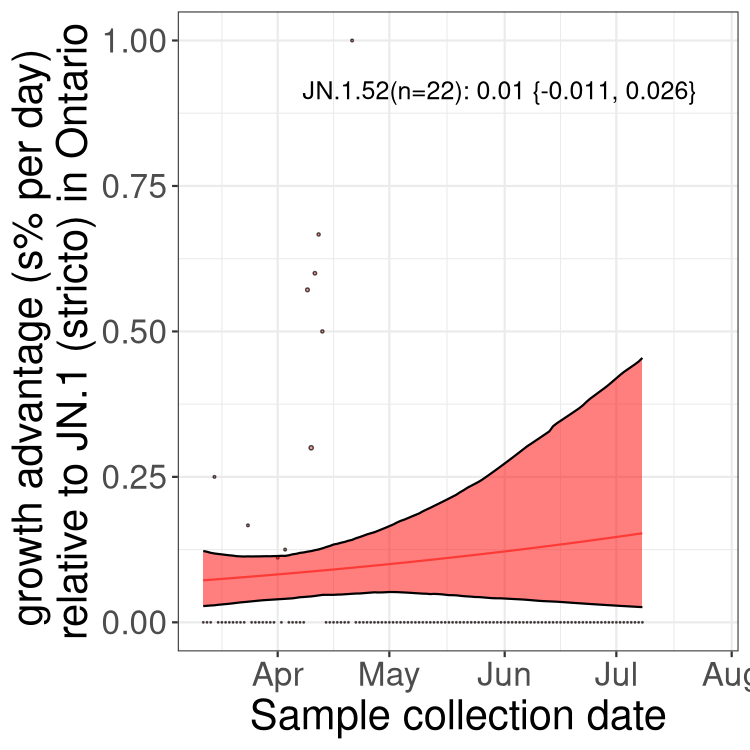 growth advantage (s% per day)
relative to JN.1 (stricto) in Ontario
1.00
JN.1.52(n=22): 0.01 {-0.011, 0.026}
0.75
0.50
0.25
0.00
Apr May Jun Jul Aug
Sample collection date